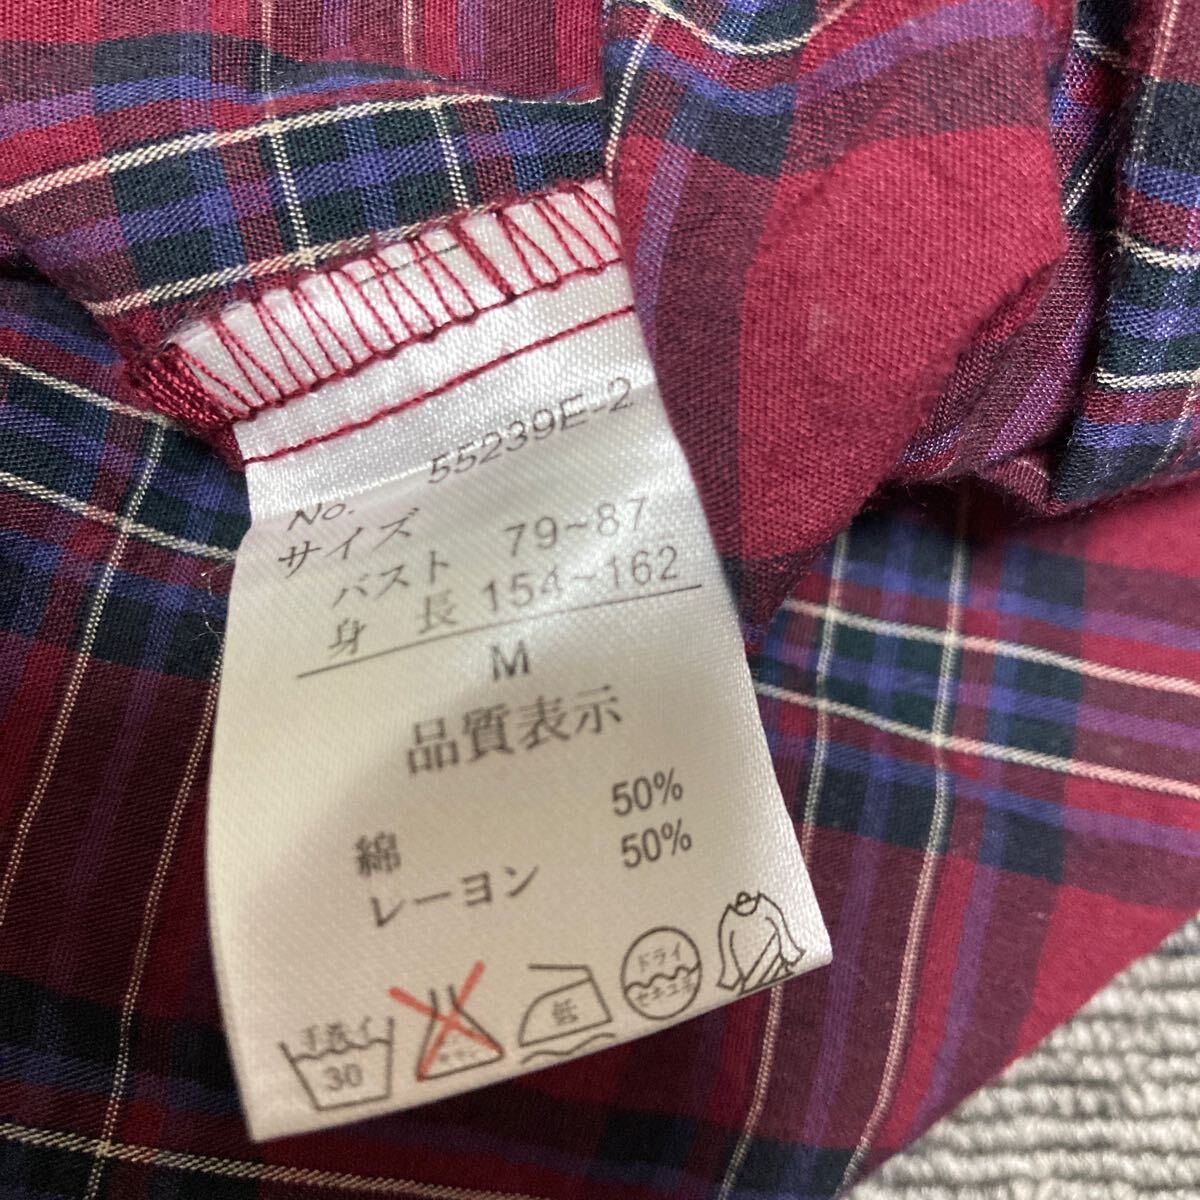 No. 55239E-2
サイズ
バスト 79~87
身長 154~162
M
品質表示
綿 50%
レーヨン 50%
手巻イ
30
低
ドライ
セキユ系